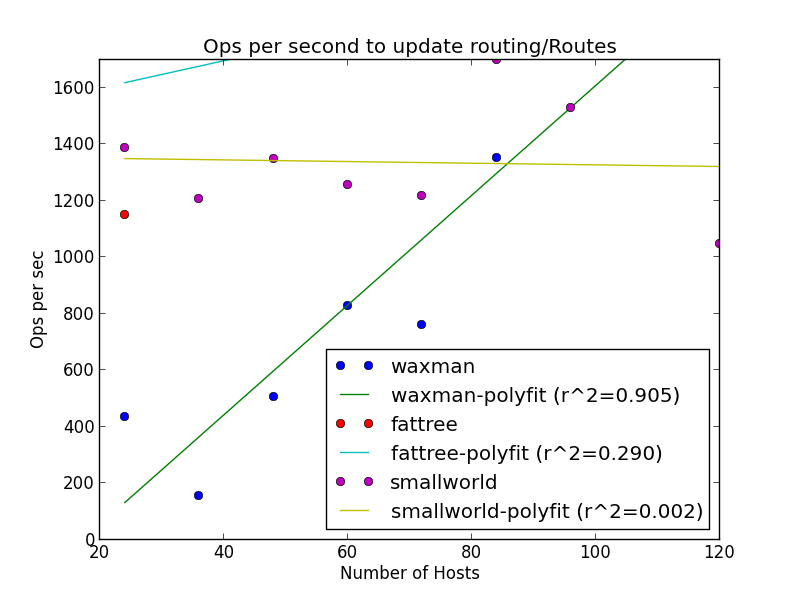 Ops per second to update routing/Routes
Ops per sec
1600
1400
1200
1000
800
600
400
200
0
20 40 60 80 100 120
Number of Hosts
waxman
waxman-polyfit (r^2=0.905)
fattree
fattree-polyfit (r^2=0.290)
smallworld
smallworld-polyfit (r^2=0.002)